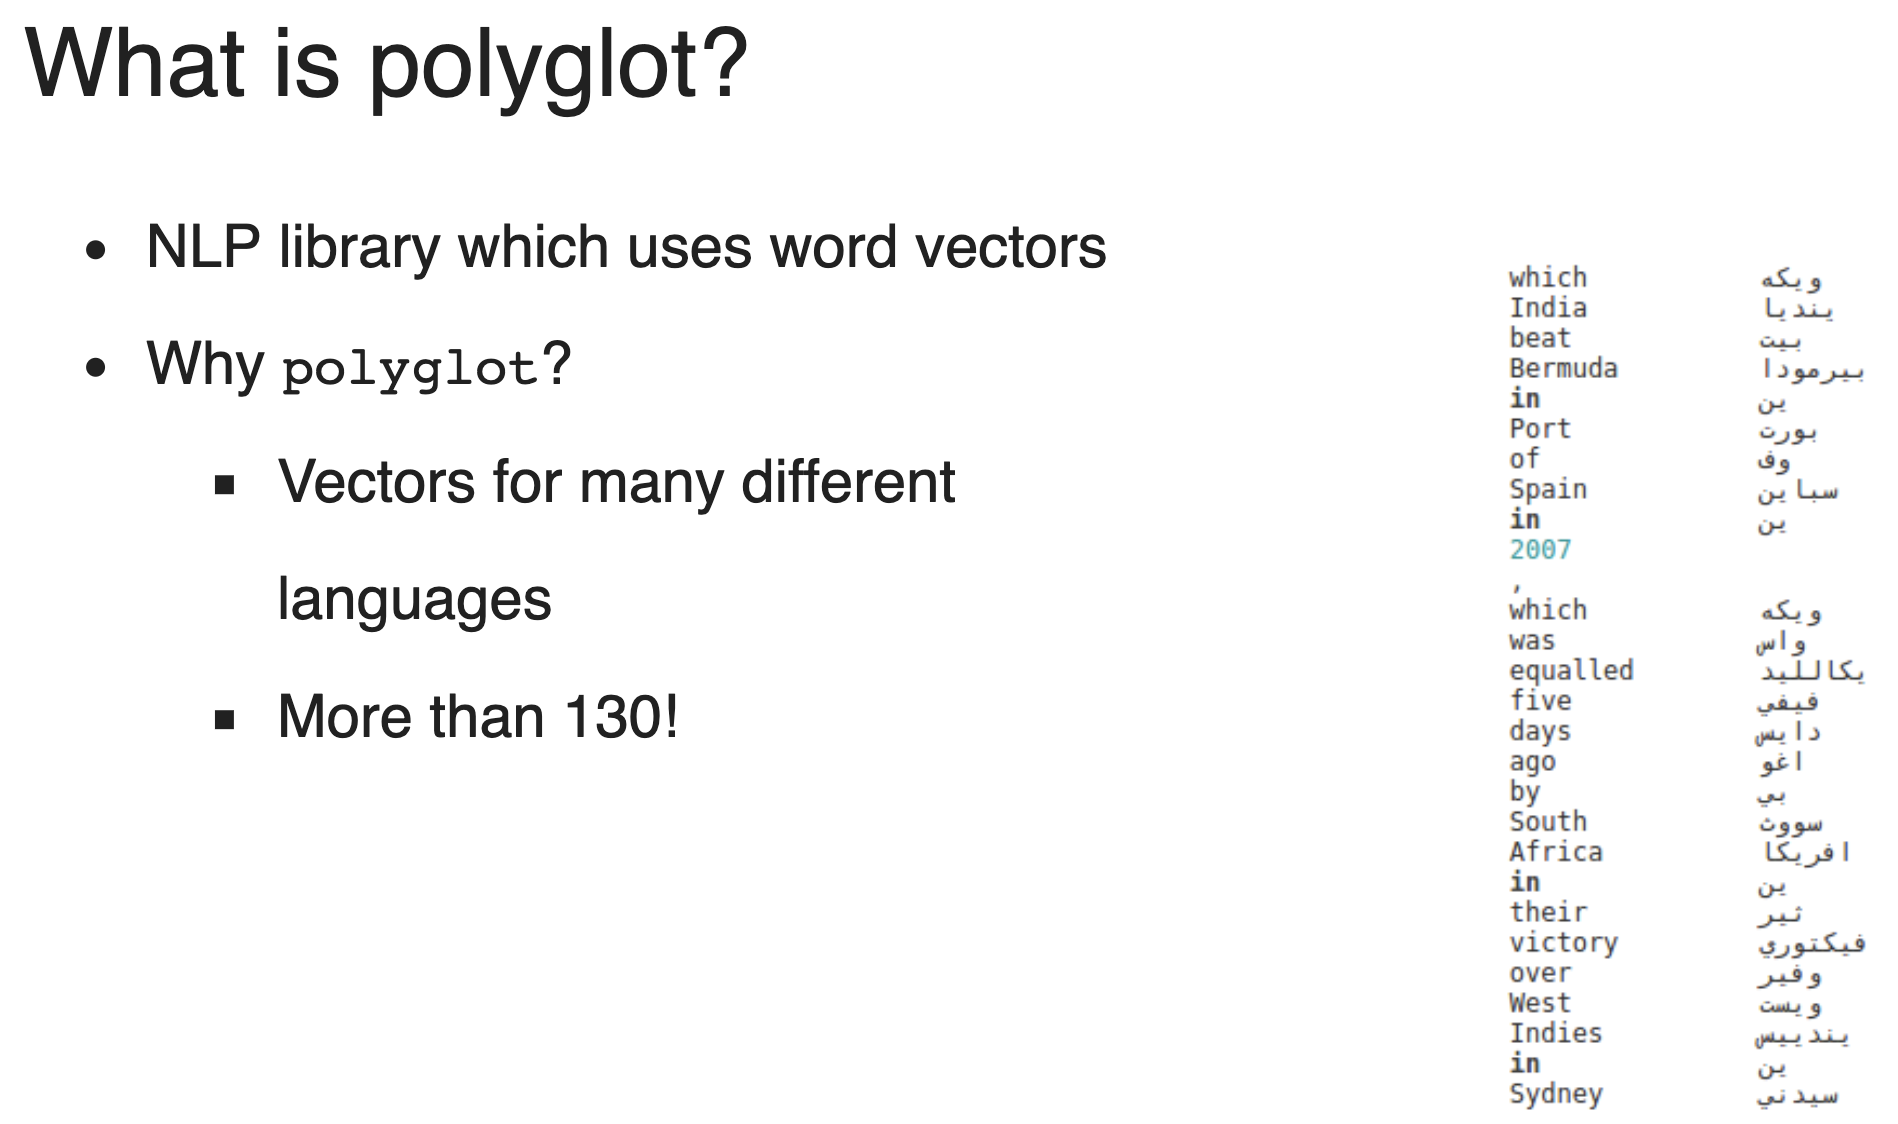 What is polyglot?
• NLP library which uses word vectors
• Why polyglot?
▪ Vectors for many different
languages
▪ More than 130!
which ويكه
India ينديا
beat بيت
Bermuda بيرمودا
in ين
Port بورت
of وف
Spain سباين
in ين
2007
,
which ويكه
was واس
equalled يكالليد
five فيفي
days دايس
ago اغو
by بي
South سووث
Africa افريكا
in ين
their ثير
victory فيكتوري
over وفير
West ويست
Indies يندييس
in ين
Sydney سيدني